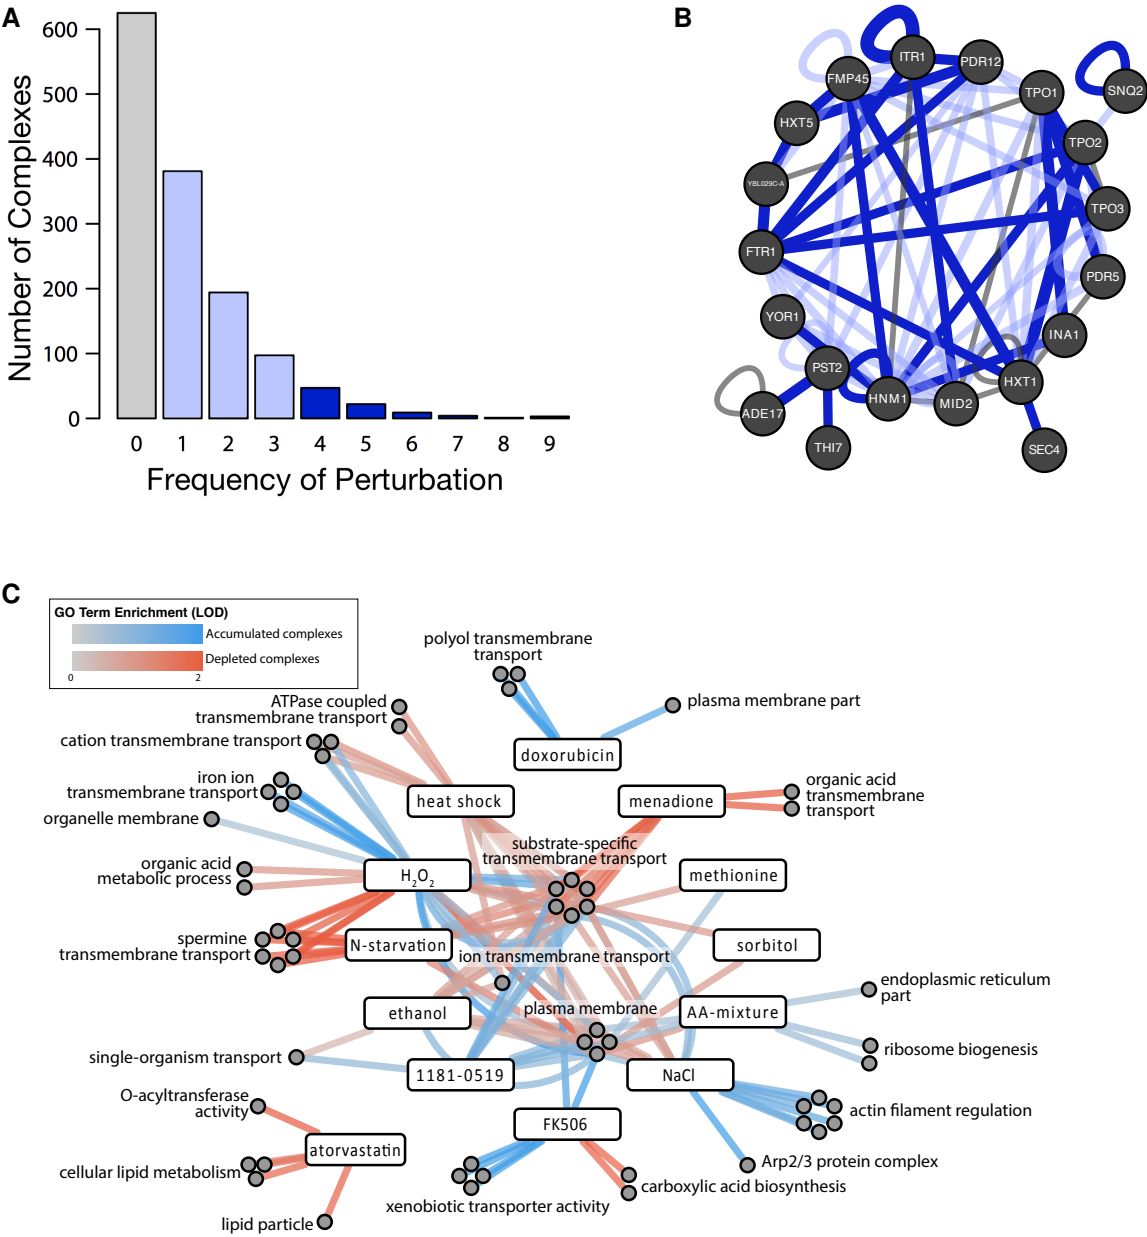 A
Number of Complexes
600
500
400
300
200
100
0
0 1 2 3 4 5 6 7 8 9
Frequency of Perturbation
B
ITR1
PDR12
FMP45
TPO1
SNQ2
HXT5
TPO2
YBL029C-A
TPO3
FTR1
PDR5
YOR1
INA1
PST2
HXT1
HNM1
MID2
ADE17
THI7
SEC4
C
GO Term Enrichment (LOD)
Accumulated complexes
Depleted complexes
0 2
polyol transmembrane
transport
plasma membrane part
ATPase coupled
transmembrane transport
cation transmembrane transport
doxorubicin
iron ion
transmembrane transport
heat shock
menadione
organic acid
transmembrane
transport
organelle membrane
substrate-specific
transmembrane transport
organic acid
metabolic process
H2O2
methionine
spermine
transmembrane transport
N-starvation
sorbitol
ion transmembrane transport
endoplasmic reticulum
part
ethanol
plasma membrane
AA-mixture
ribosome biogenesis
single-organism transport
1181-0519
NaCl
O-acyltransferase
activity
actin filament regulation
FK506
atorvastatin
cellular lipid metabolism
Arp2/3 protein complex
carboxylic acid biosynthesis
xenobiotic transporter activity
lipid particle